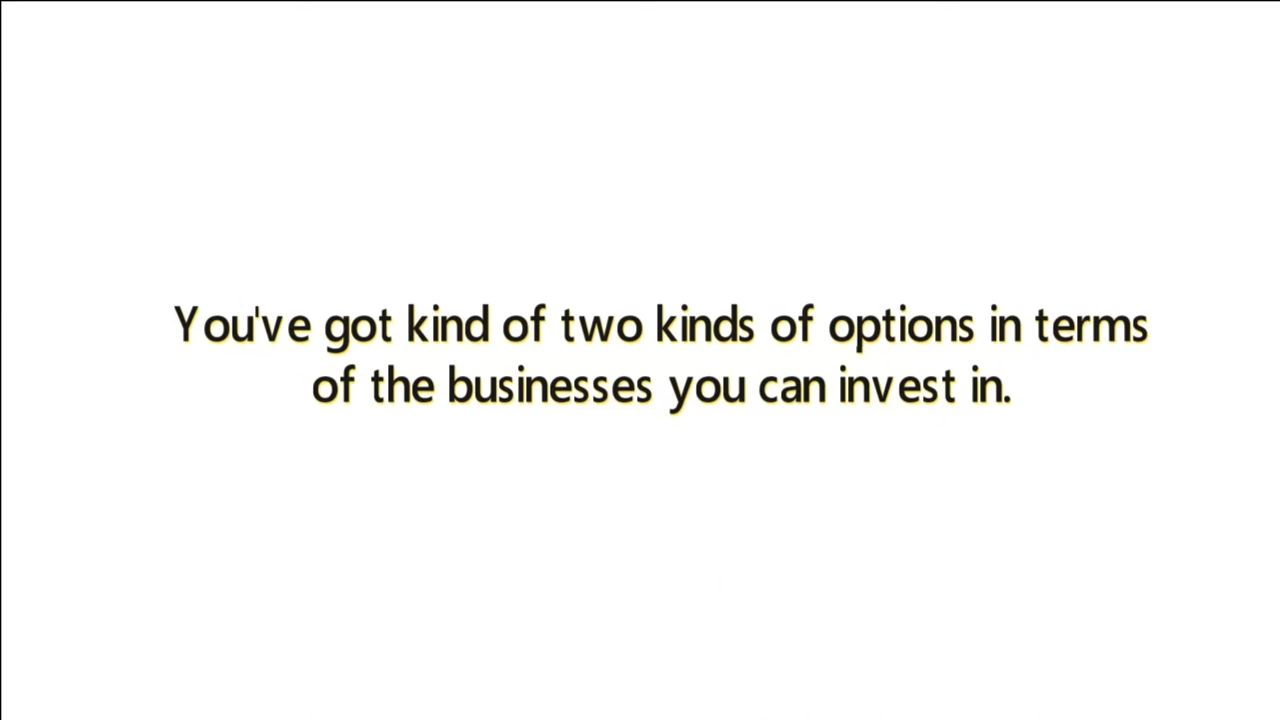 You've got kind of two kinds of options in terms
of the businesses you can invest in.